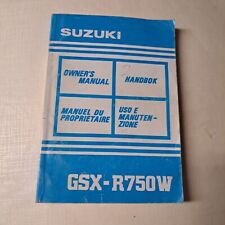 SUZUKI
OWNER'S
MANUAL
HANDBOK
MANUEL DU
PROPRIETAIRE
USO E
MANUTEN-
ZIONE
GSX-R750W